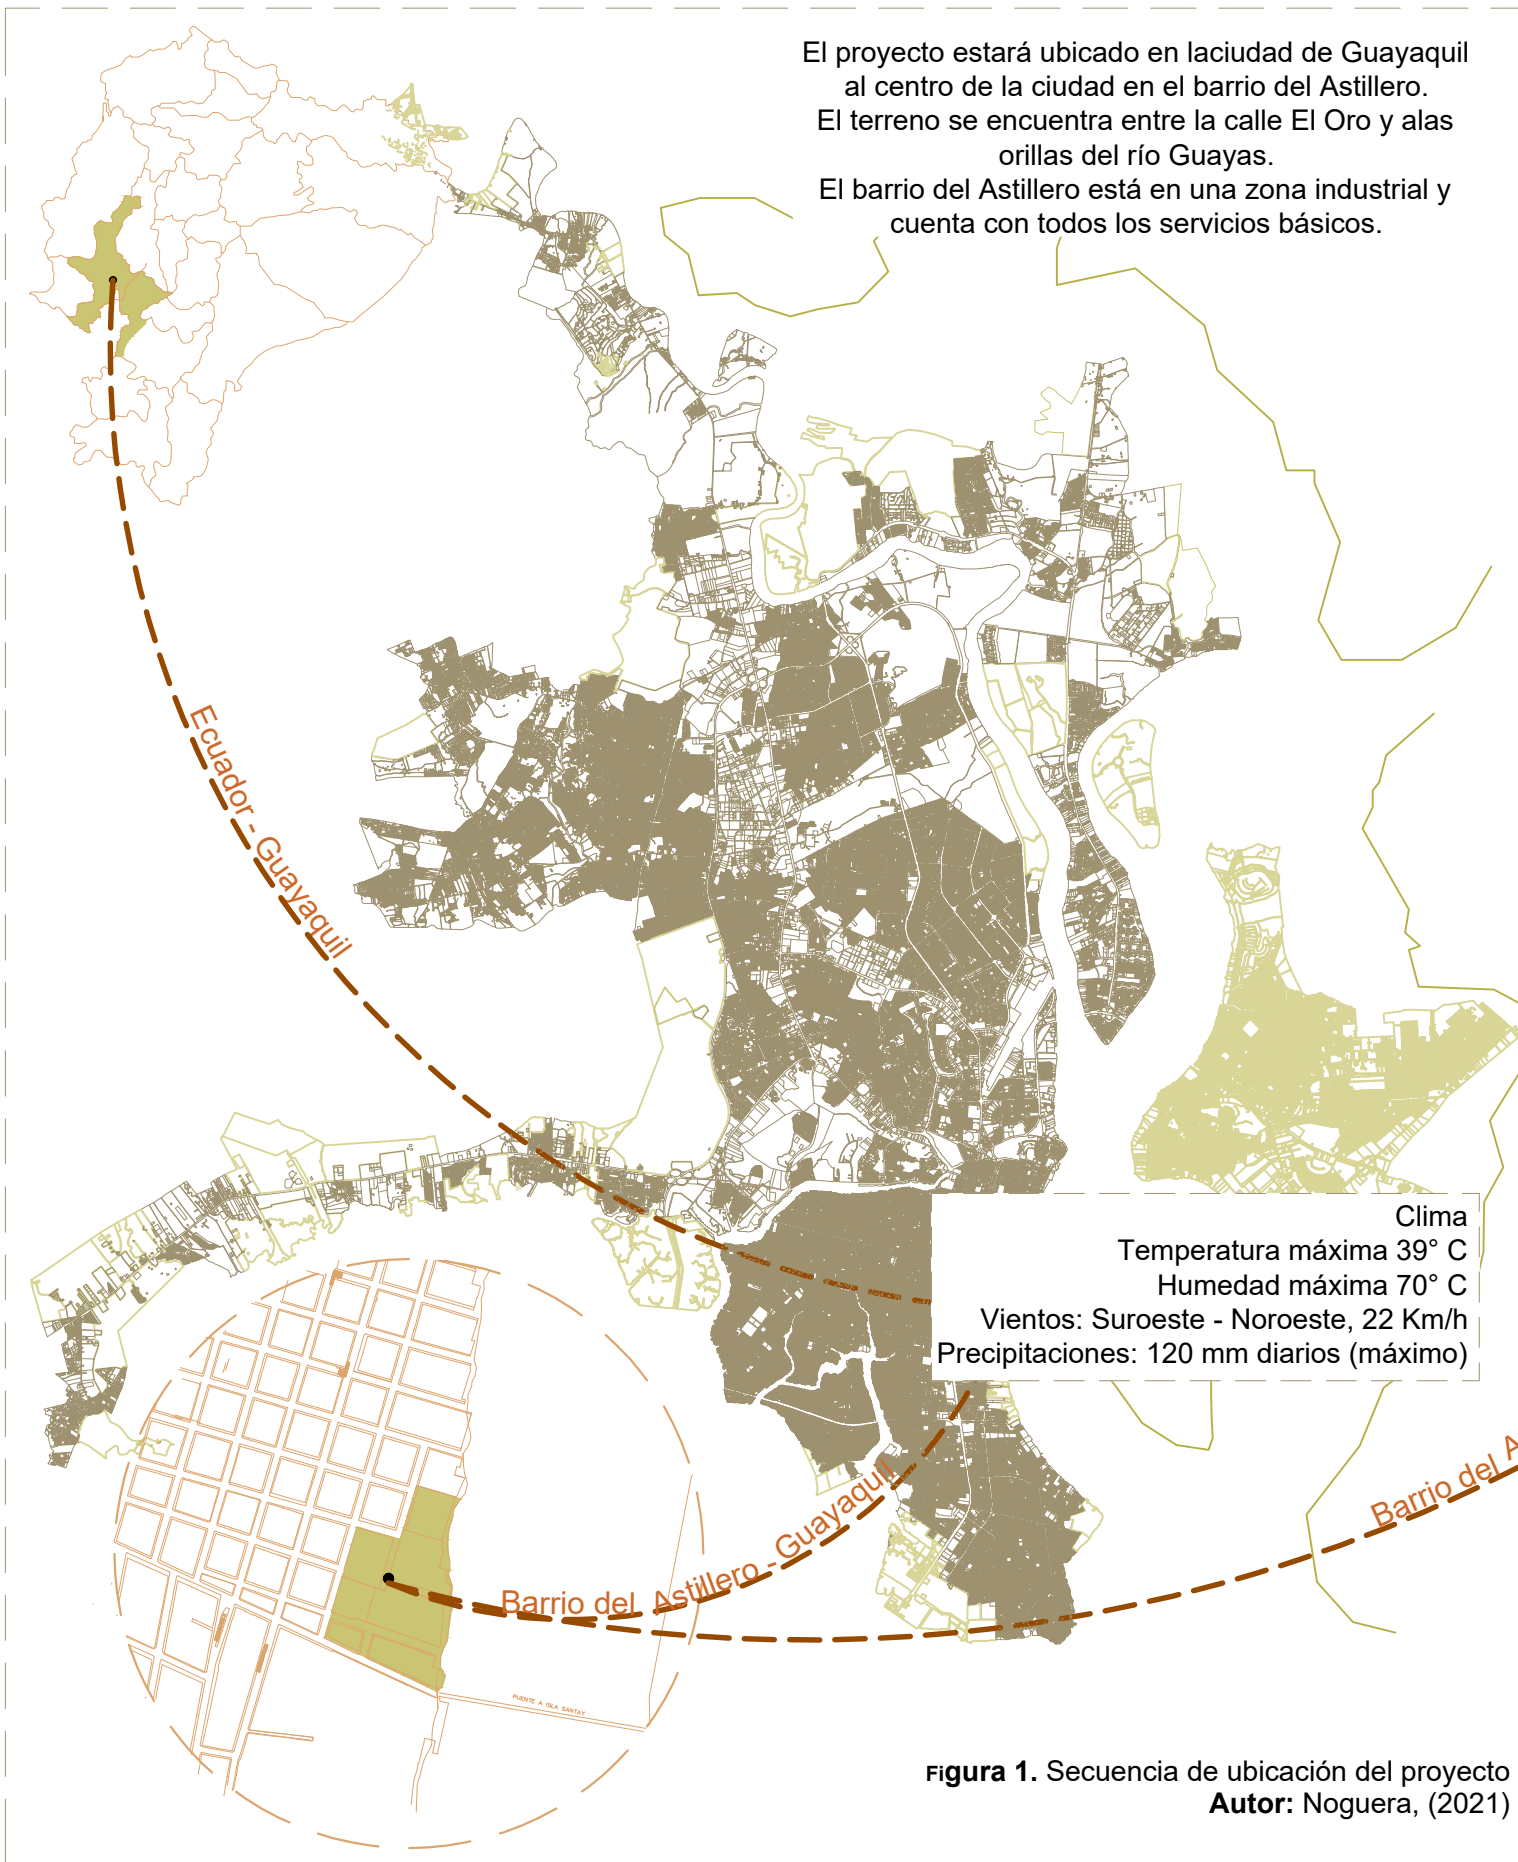 El proyecto estará ubicado en laciudad de Guayaquil
al centro de la ciudad en el barrio del Astillero.
El terreno se encuentra entre la calle El Oro y alas
orillas del río Guayas.
El barrio del Astillero está en una zona industrial y
cuenta con todos los servicios básicos.
Ecuador - Guayaquil
Clima
Temperatura máxima 39° C
Humedad máxima 70° C
Vientos: Suroeste - Noroeste, 22 Km/h
Precipitaciones: 120 mm diarios (máximo)
Barrio del Astillero - Guayaquil
Barrio del A
PUENTE A ISLA SANTAY
Figura 1. Secuencia de ubicación del proyecto
Autor: Noguera, (2021)